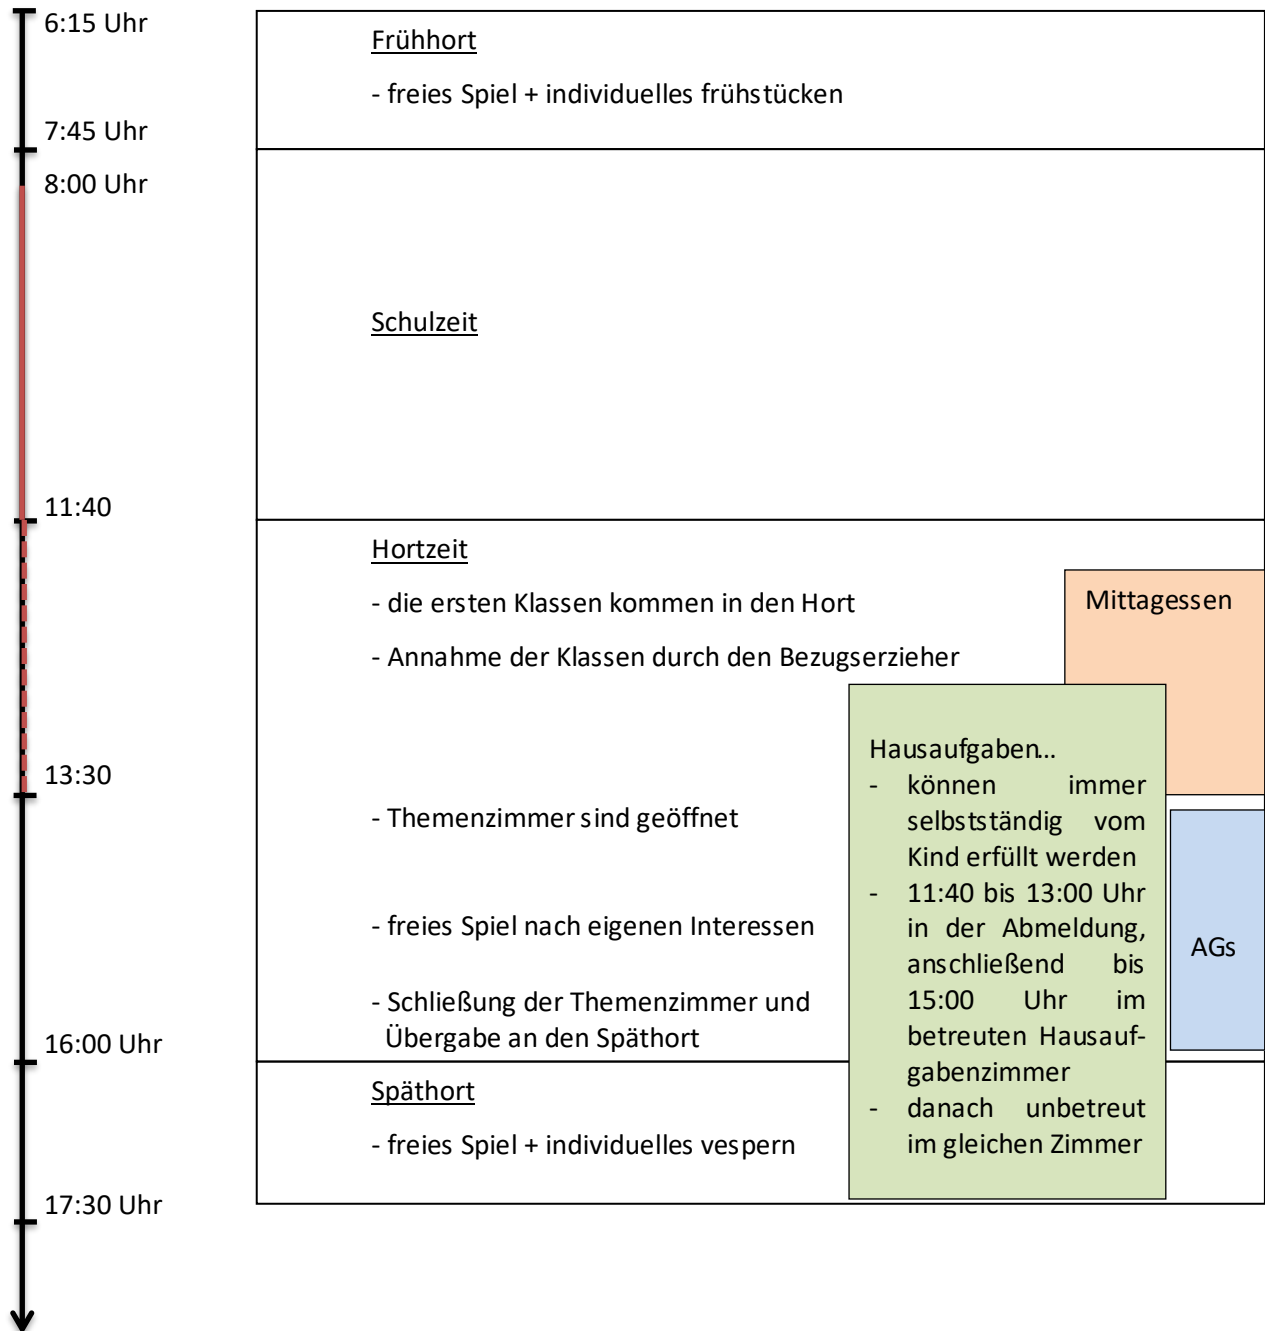 6:15 Uhr
Frühhort
- freies Spiel + individuelles frühstücken
7:45 Uhr
8:00 Uhr
Schulzeit
11:40
Hortzeit
- die ersten Klassen kommen in den Hort
- Annahme der Klassen durch den Bezugserzieher
Mittagessen
13:30
- Themenzimmer sind geöffnet
- freies Spiel nach eigenen Interessen
- Schließung der Themenzimmer und
Übergabe an den Späthort
Hausaufgaben...
- können immer
selbstständig vom
Kind erfüllt werden
- 11:40 bis 13:00 Uhr
in der Abmeldung,
anschließend bis
15:00 Uhr im
betreuten Hausauf-
gabenzimmer
- danach unbetreut
im gleichen Zimmer
AGs
16:00 Uhr
Späthort
- freies Spiel + individuelles vespern
17:30 Uhr